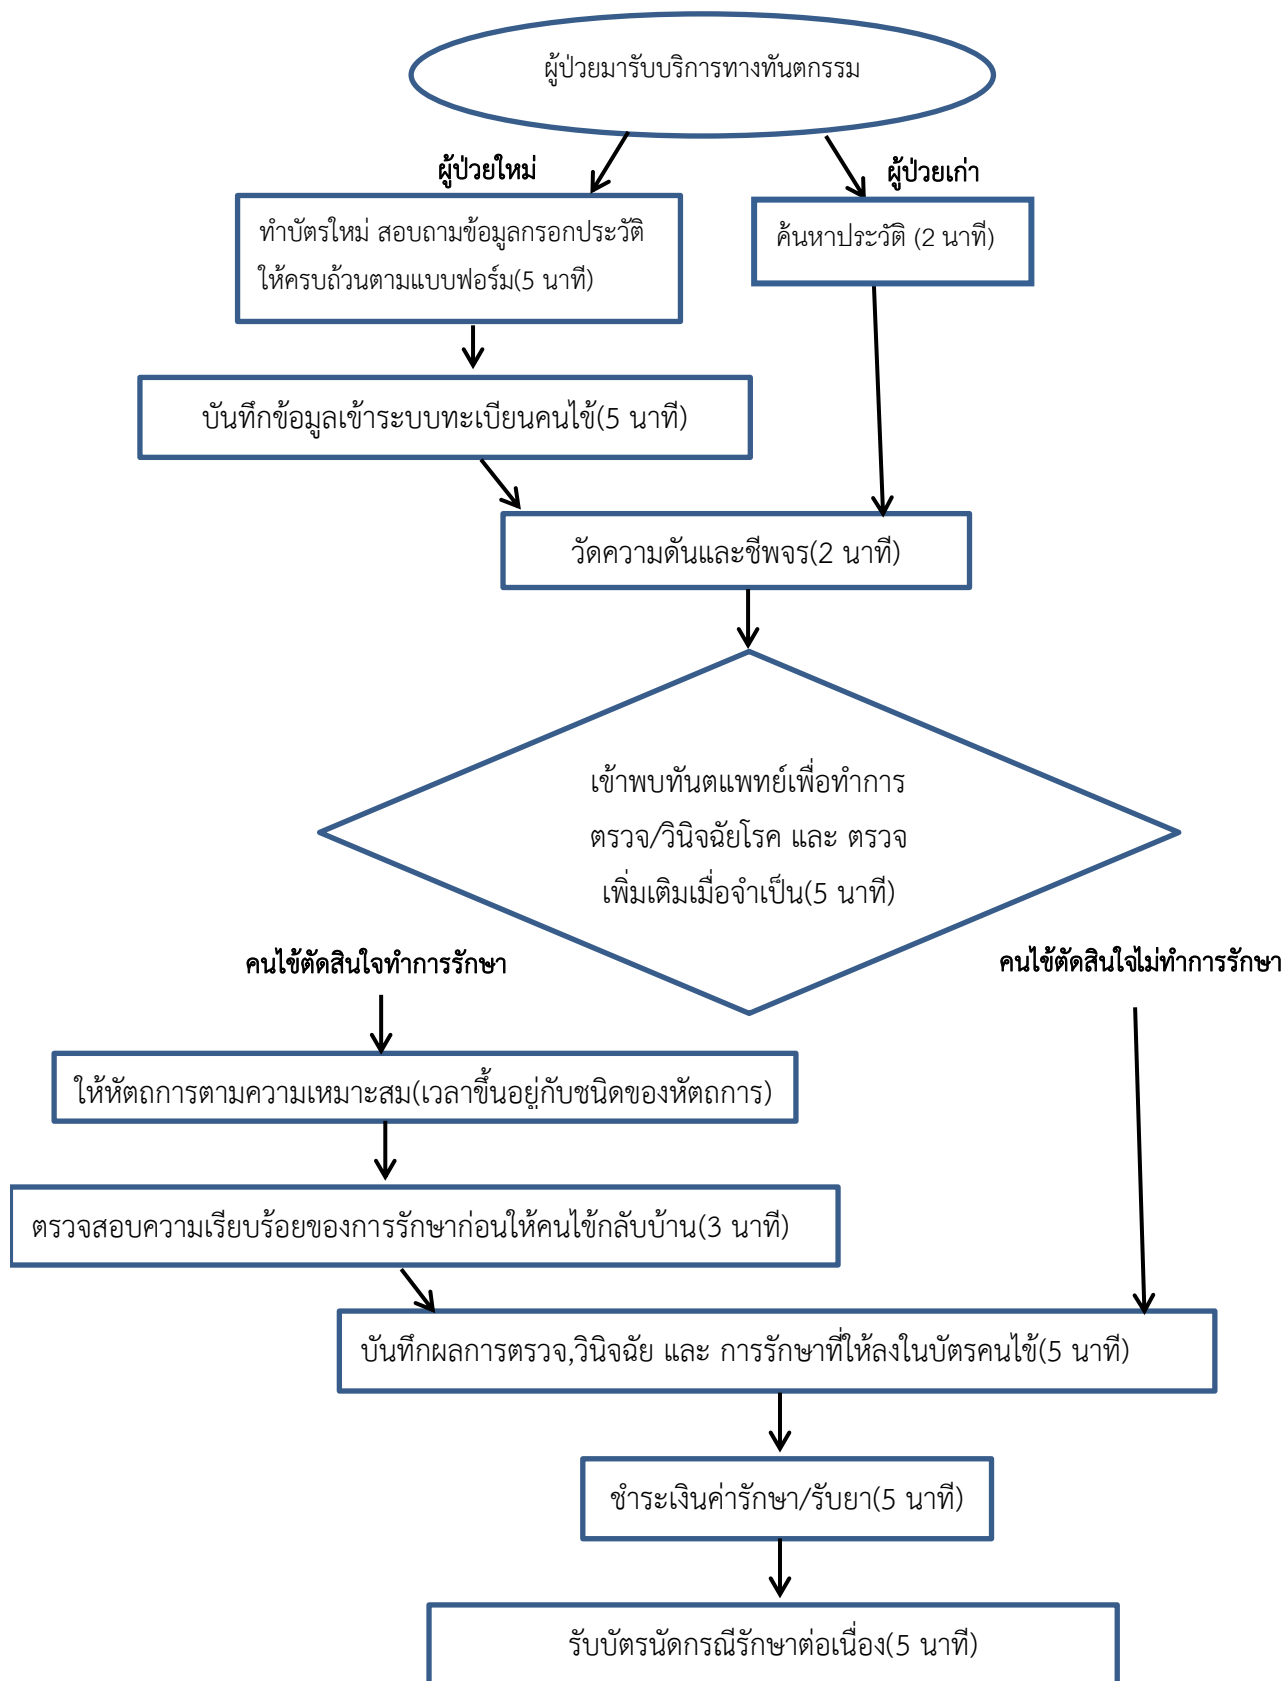 ผู้ป่วยมารับบริการทางทันตกรรม
ผู้ป่วยใหม่
ผู้ป่วยเก่า
ทำบัตรใหม่ สอบถามข้อมูลกรอกประวัติ
ให้ครบถ้วนตามแบบฟอร์ม(5 นาที)
ค้นหาประวัติ (2 นาที)
บันทึกข้อมูลเข้าระบบทะเบียนคนไข้(5 นาที)
วัดความดันและชีพจร(2 นาที)
เข้าพบทันตแพทย์เพื่อทำการ
ตรวจ/วินิจฉัยโรค และ ตรวจ
เพิ่มเติมเมื่อจำเป็น(5 นาที)
คนไข้ตัดสินใจทำการรักษา
คนไข้ตัดสินใจไม่ทำการรักษา
ให้หัตถการตามความเหมาะสม(เวลาขึ้นอยู่กับชนิดของหัตถการ)
ตรวจสอบความเรียบร้อยของการรักษาก่อนให้คนไข้กลับบ้าน(3 นาที)
บันทึกผลการตรวจ,วินิจฉัย และ การรักษาที่ให้ลงในบัตรคนไข้(5 นาที)
ชำระเงินค่ารักษา/รับยา(5 นาที)
รับบัตรนัดกรณีรักษาต่อเนื่อง(5 นาที)